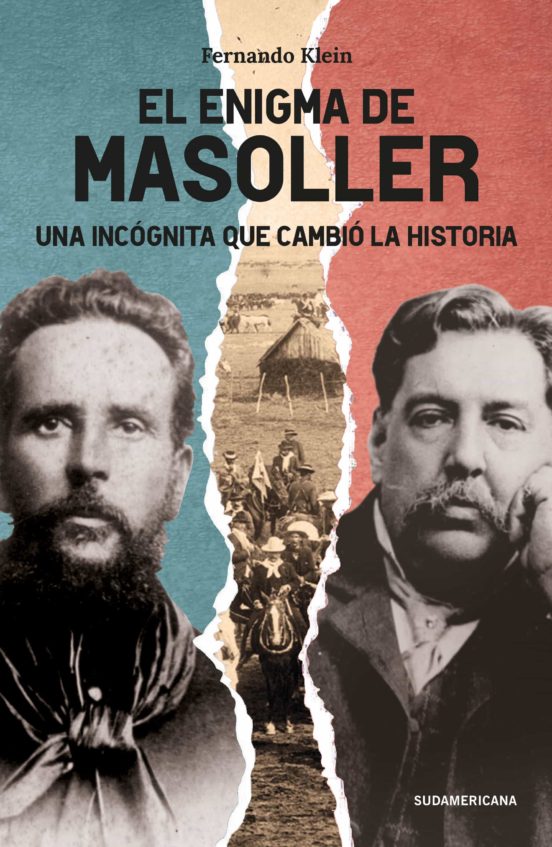 Fernando Klein
EL ENIGMA DE
MASOLLER
UNA INCÓGNITA QUE CAMBIÓ LA HISTORIA
SUDAMERICANA